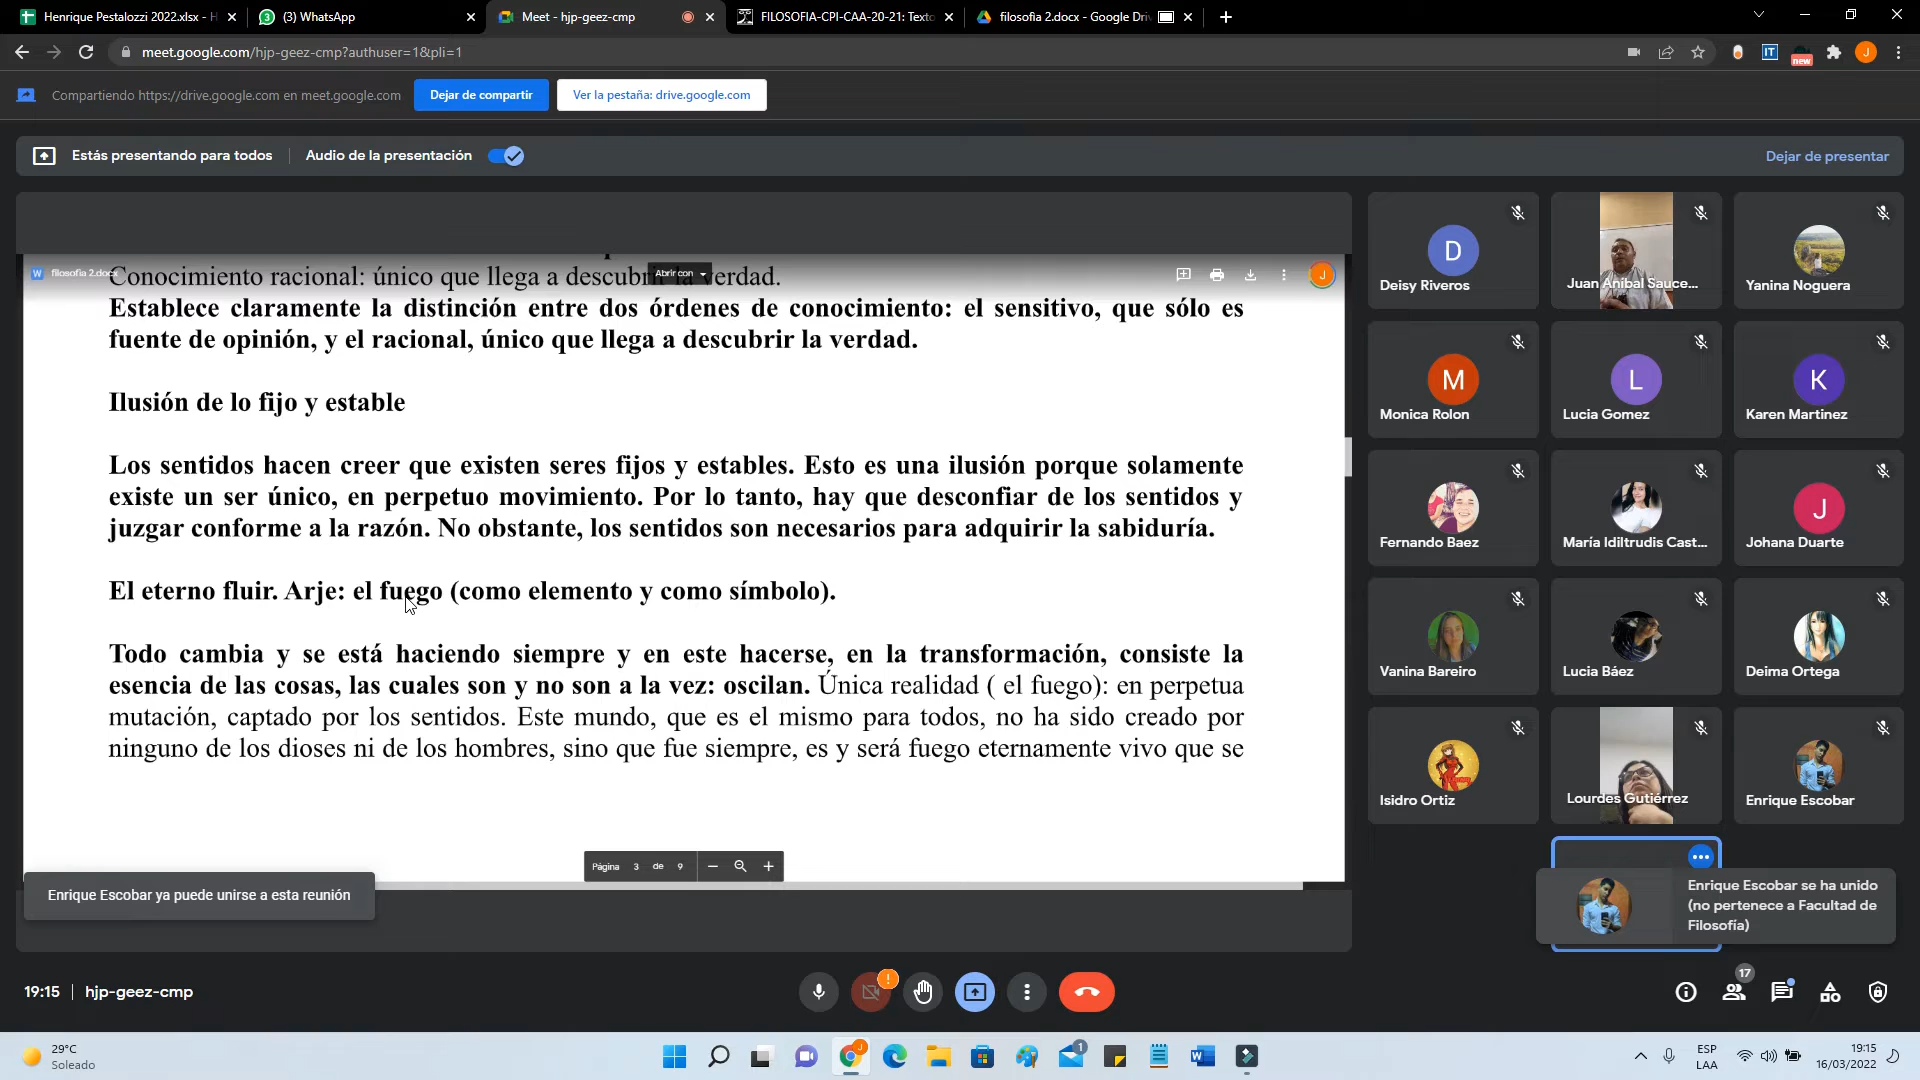 Henrique Pestalozzi 2022.xlsx - H
(3) WhatsApp
Meet - hjp-geez-cmp
FILOSOFIA-CPI-CAA-20-21: Texto
filosofia 2.docx - Google Driv
meet.google.com/hjp-geez-cmp?authuser=1&pli=1
IT
new
J
Compartiendo https://drive.google.com en meet.google.com
Dejar de compartir
Ver la pestaña: drive.google.com
Estás presentando para todos
Audio de la presentación
Dejar de presentar
W filosofia 2.docx
Abrir con
J
Conocimiento racional: único que llega a descubrir la verdad.
Establece claramente la distinción entre dos órdenes de conocimiento: el sensitivo, que sólo es
fuente de opinión, y el racional, único que llega a descubrir la verdad.
Ilusión de lo fijo y estable
Los sentidos hacen creer que existen seres fijos y estables. Esto es una ilusión porque solamente
existe un ser único, en perpetuo movimiento. Por lo tanto, hay que desconfiar de los sentidos y
juzgar conforme a la razón. No obstante, los sentidos son necesarios para adquirir la sabiduría.
El eterno fluir. Arje: el fuego (como elemento y como símbolo).
Todo cambia y se está haciendo siempre y en este hacerse, en la transformación, consiste la
esencia de las cosas, las cuales son y no son a la vez: oscilan. Única realidad ( el fuego): en perpetua
mutación, captado por los sentidos. Este mundo, que es el mismo para todos, no ha sido creado por
ninguno de los dioses ni de los hombres, sino que fue siempre, es y será fuego eternamente vivo que se
Página 3 de 9
Enrique Escobar ya puede unirse a esta reunión
D
Deisy Riveros
Juan Anibal Sauce...
Yanina Noguera
M
Monica Rolon
L
Lucia Gomez
K
Karen Martinez
Fernando Baez
María Idiltrudis Cast...
J
Johana Duarte
Vanina Bareiro
Lucia Báez
Deima Ortega
Isidro Ortiz
Lourdes Gutiérrez
Enrique Escobar
Enrique Escobar se ha unido
(no pertenece a Facultad de
Filosofía)
19:15 | hjp-geez-cmp
17
29°C
Soleado
1
ESP
LAA
19:15
16/03/2022